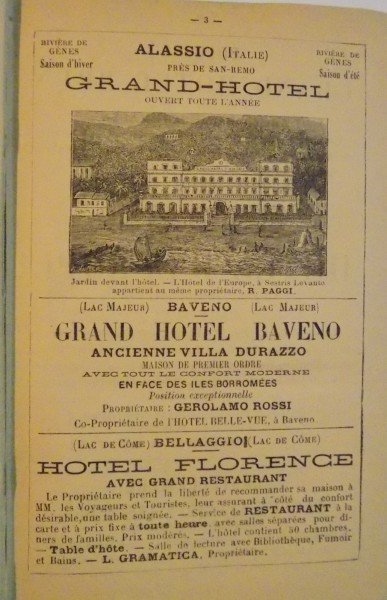 — 3 —
RIVIÈRE DE
GÊNES
Saison d'hiver
ALASSIO (ITALIE)
PRÈS DE SAN-REMO
RIVIÈRE DE
GÊNES
Saison d'été
GRAND-HOTEL
OUVERT TOUTE L'ANNÉE
Jardin devant l'hôtel. — L'Hôtel de l'Europe, à Sestris Levante
appartient au même propriétaire, R. PAGGI.
(LAC MAJEUR) BAVENO (LAC MAJEUR)
GRAND HOTEL BAVENO
ANCIENNE VILLA DURAZZO
MAISON DE PREMIER ORDRE
AVEC TOUT LE CONFORT MODERNE
EN FACE DES ILES BORROMÉES
Position exceptionnelle
PROPRIÉTAIRE : GEROLAMO ROSSI
Co-Propriétaire de l'HOTEL BELLE-VUE, à Baveno
(LAC DE CÔME) BELLAGGIO (LAC DE CÔME)
HOTEL FLORENCE
AVEC GRAND RESTAURANT
Le Propriétaire prend la liberté de recommander sa maison à
MM. les Voyageurs et Touristes, leur assurant à côté du confort
désirable, une table soignée. — Service de RESTAURANT à la
carte et à prix fixe à toute heure, avec salles séparées pour dî-
ners de familles. Prix modérés. — L'hôtel contient 50 chambres.
— Table d'hôte. — Salle de lecture avec Bibliothèque, Fumoir
et Bains. — L. GRAMATICA, Propriétaire.